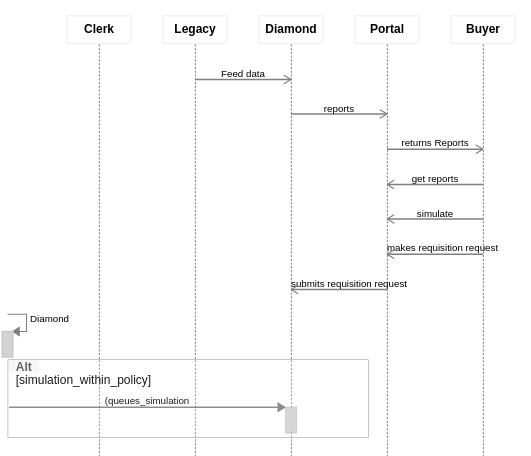 Clerk Legacy Diamond Portal Buyer
Feed data
reports
returns Reports
get reports
simulate
makes requisition request
submits requisition request
Diamond
Alt
[simulation_within_policy]
(queues_simulation